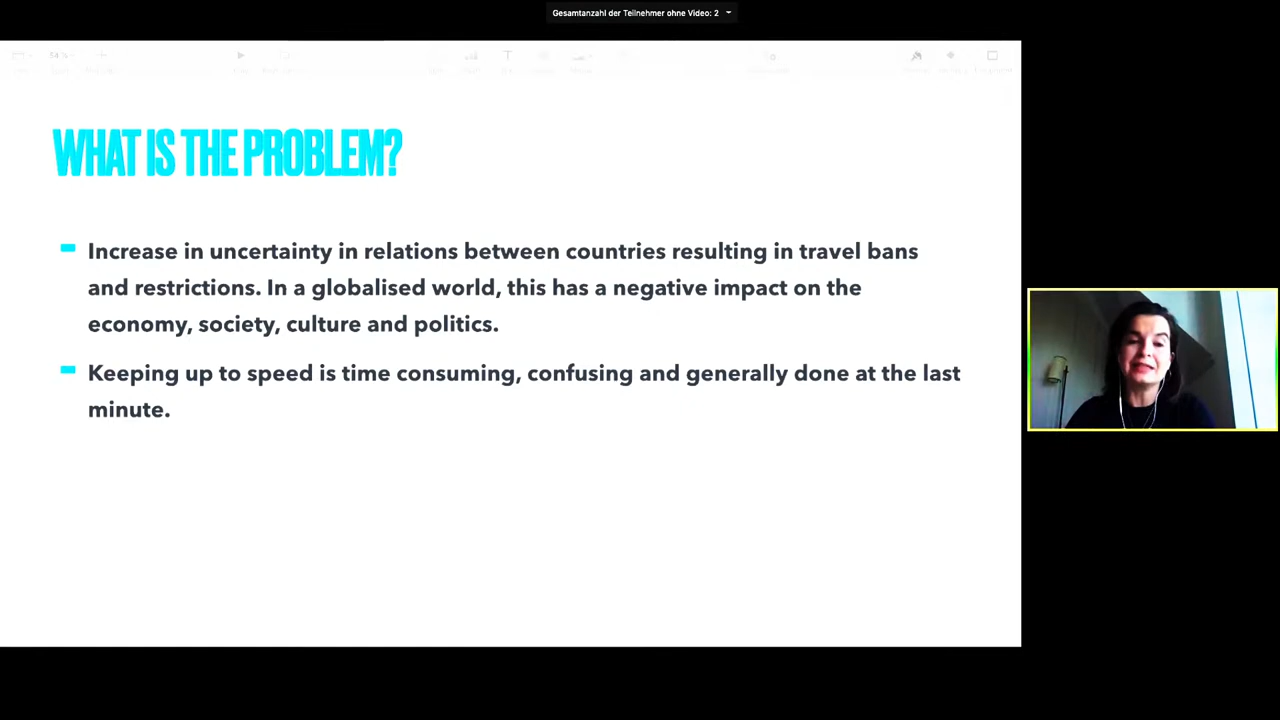 Gesamtanzahl der Teilnehmer ohne Video: 2
54 %
WHAT IS THE PROBLEM?
Increase in uncertainty in relations between countries resulting in travel bans
and restrictions. In a globalised world, this has a negative impact on the
economy, society, culture and politics.
Keeping up to speed is time consuming, confusing and generally done at the last
minute.